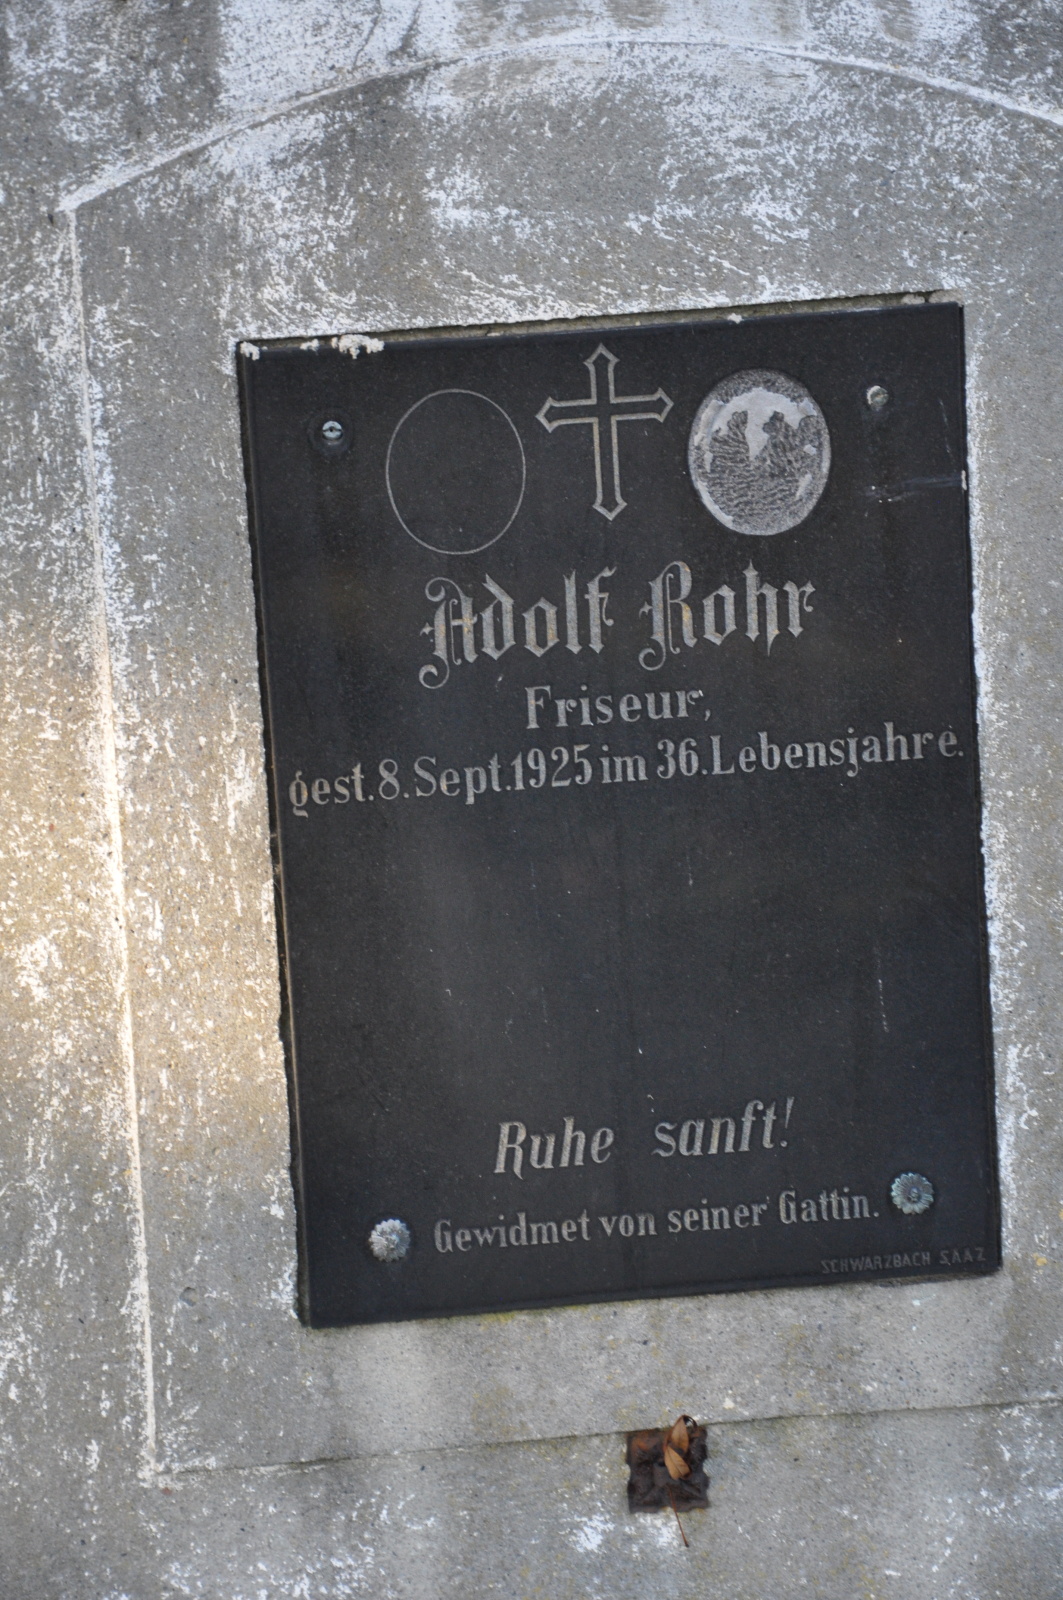 Adolf Rohr
Friseur,
gest. 8. Sept. 1925 im 36. Lebensjahre.
Ruhe sanft!
Gewidmet von seiner Gattin.
SCHWARZBACH SAAZ